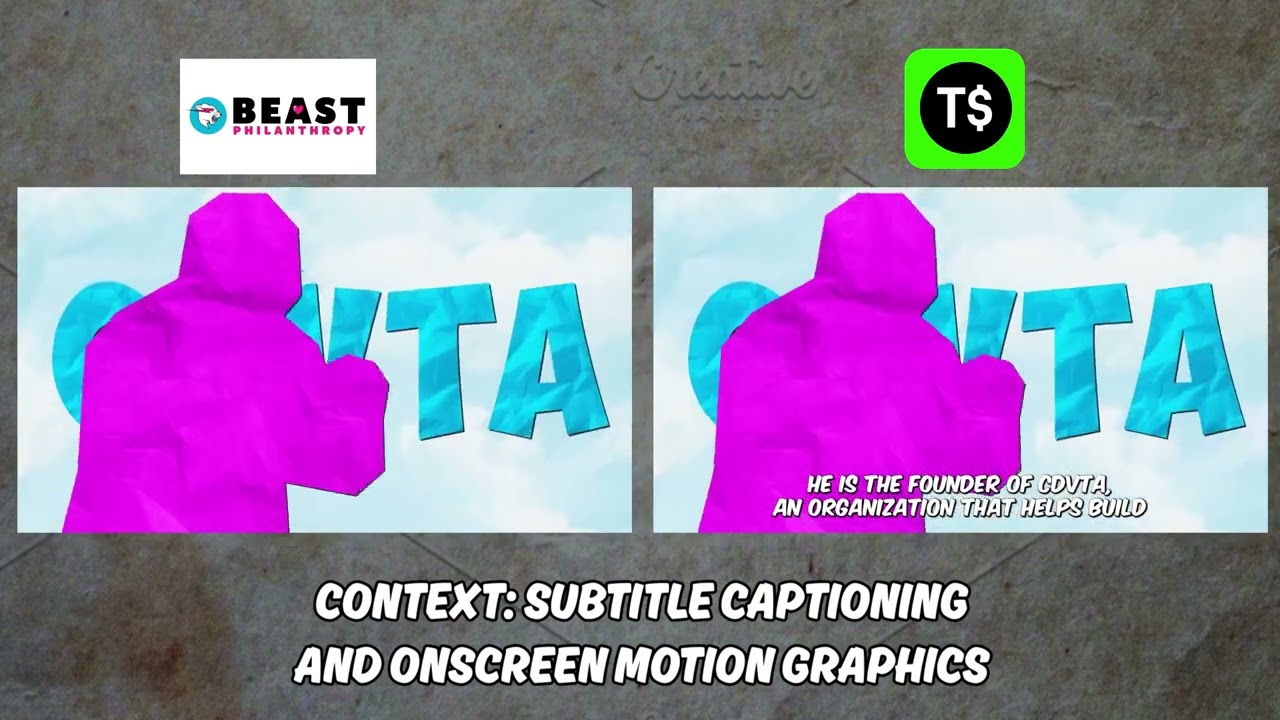 Creative
BEAST
PHILANTHROPY
T$
VTA
VTA
HE IS THE FOUNDER OF CDVTA,
AN ORGANIZATION THAT HELPS BUILD
CONTEXT: SUBTITLE CAPTIONING
AND ONSCREEN MOTION GRAPHICS